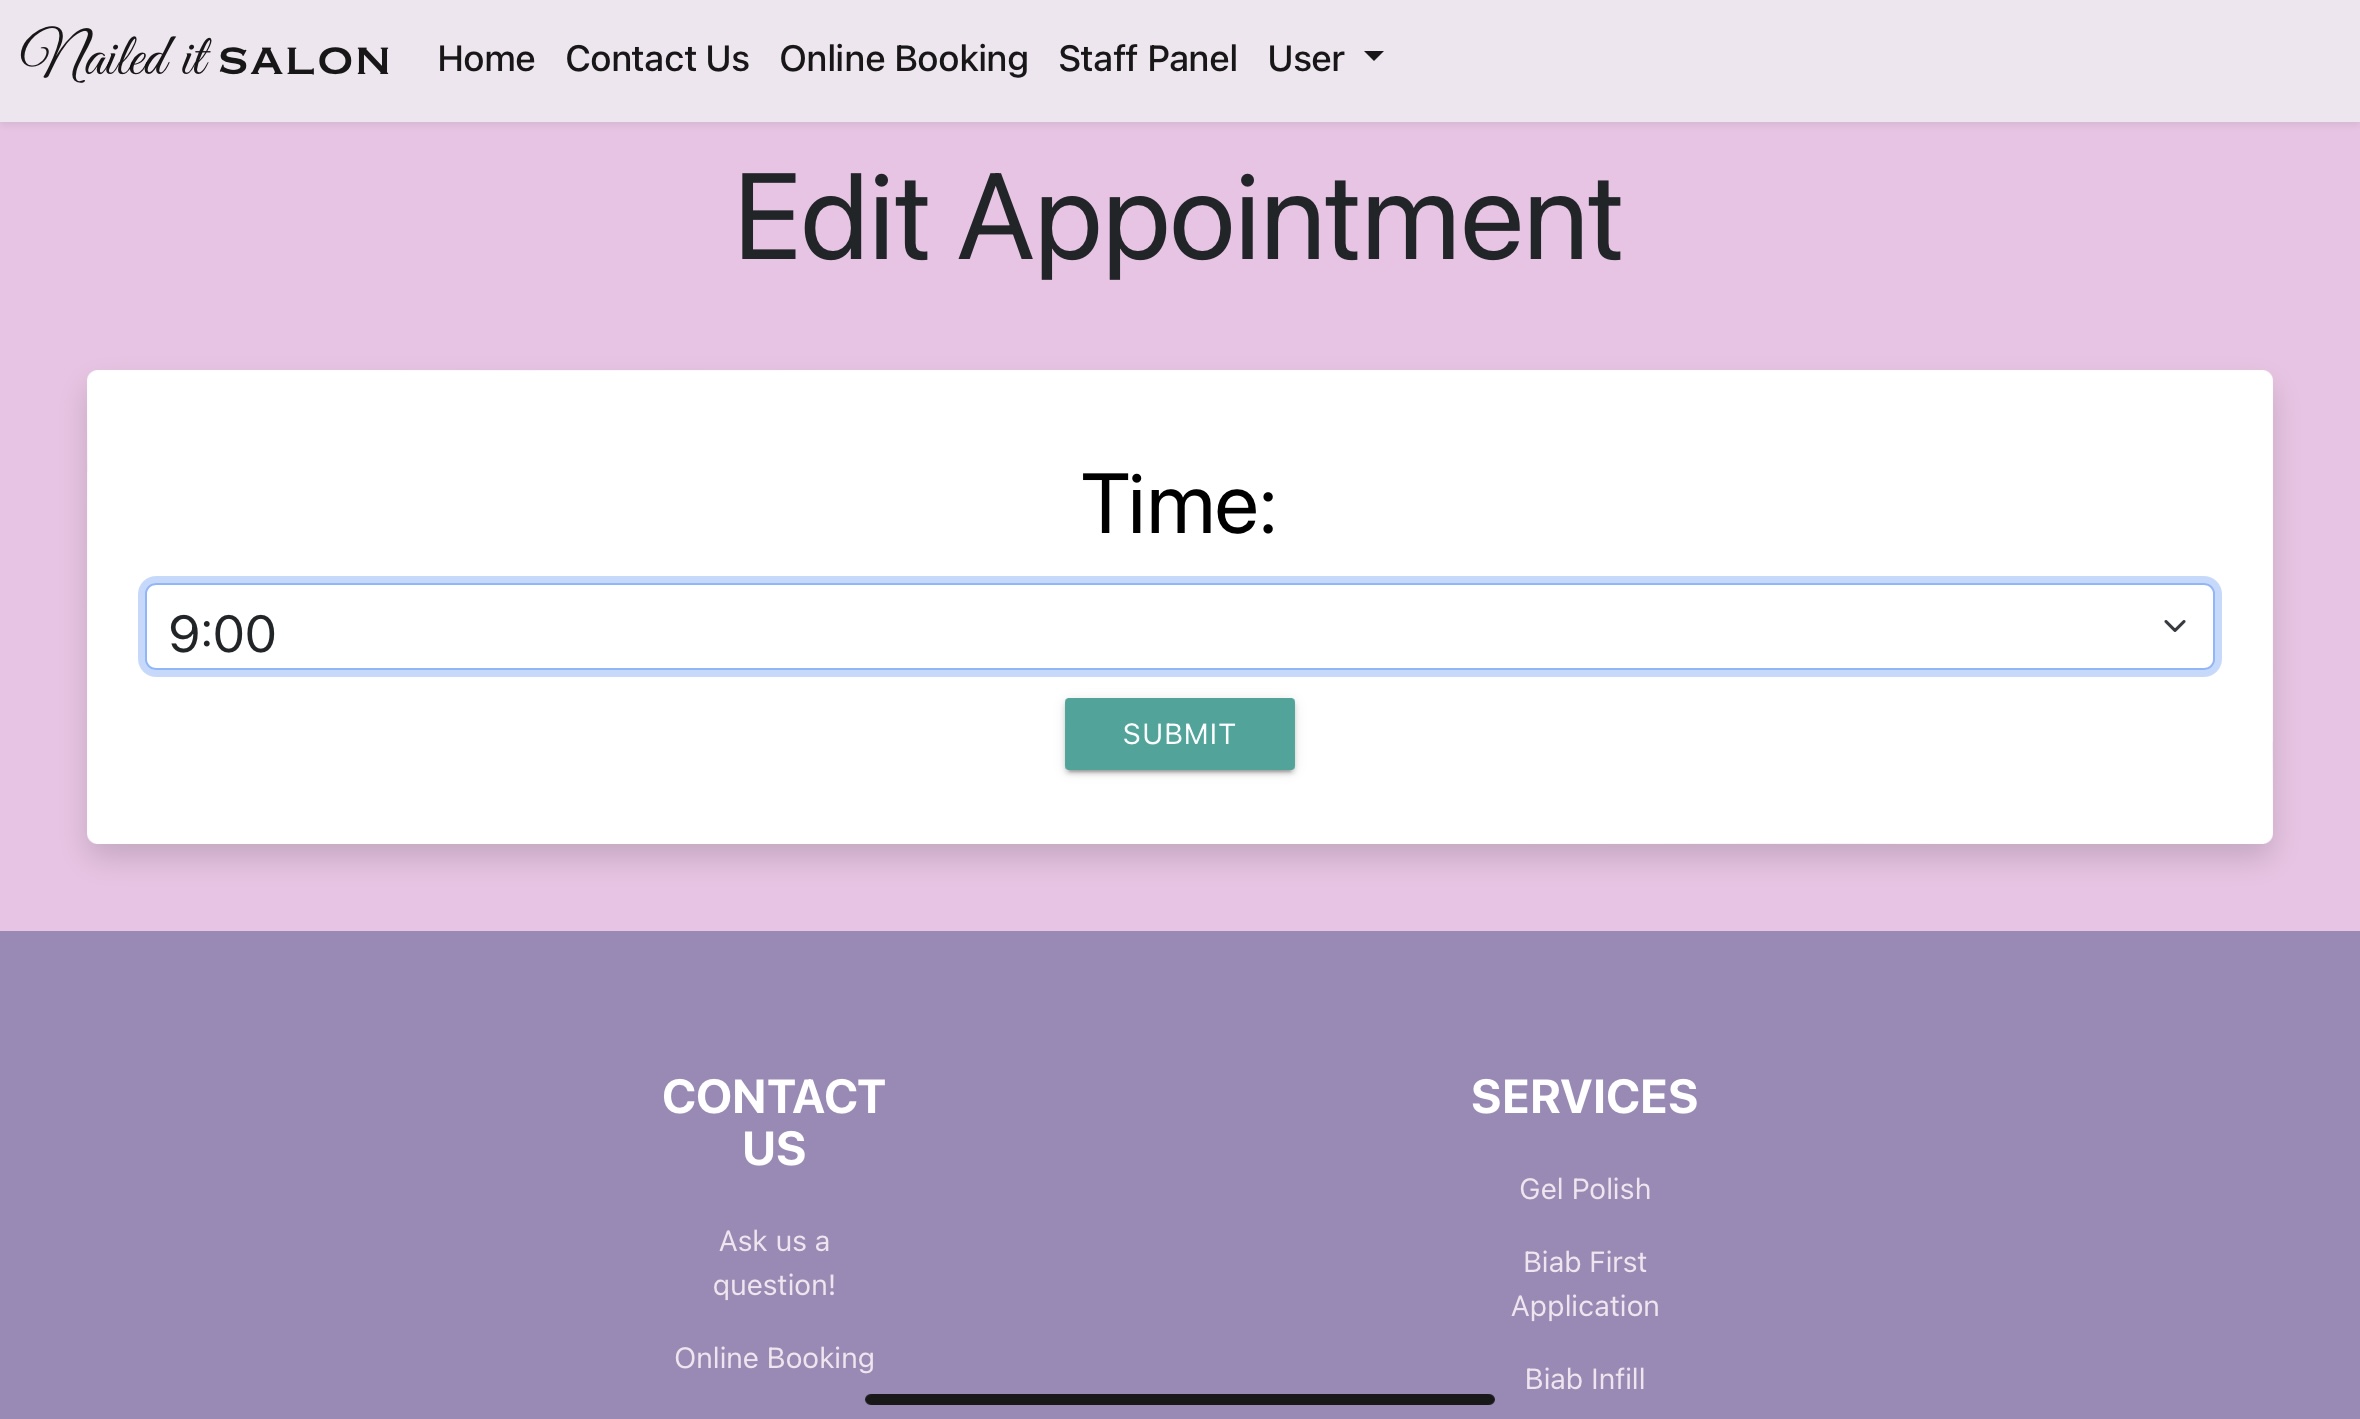 Nailed it SALON Home Contact Us Online Booking Staff Panel User
Edit Appointment
Time:
9:00
SUBMIT
CONTACT
US
Ask us a
question!
Online Booking
SERVICES
Gel Polish
Biab First
Application
Biab Infill